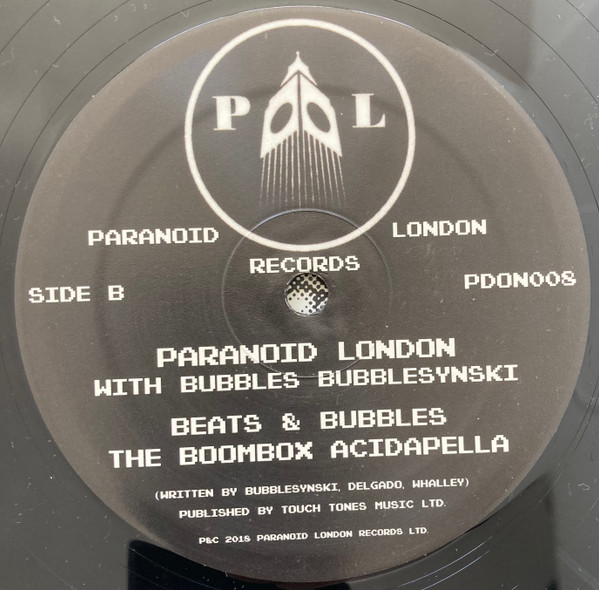 P L
PARANOID LONDON
RECORDS
SIDE B PDON008
PARANOID LONDON
WITH BUBBLES BUBBLESYNSKI
BEATS & BUBBLES
THE BOOMBOX ACIDAPELLA
(WRITTEN BY BUBBLESYNSKI, DELGADO, WHALLEY)
PUBLISHED BY TOUCH TONES MUSIC LTD.
P&C 2018 PARANOID LONDON RECORDS LTD.